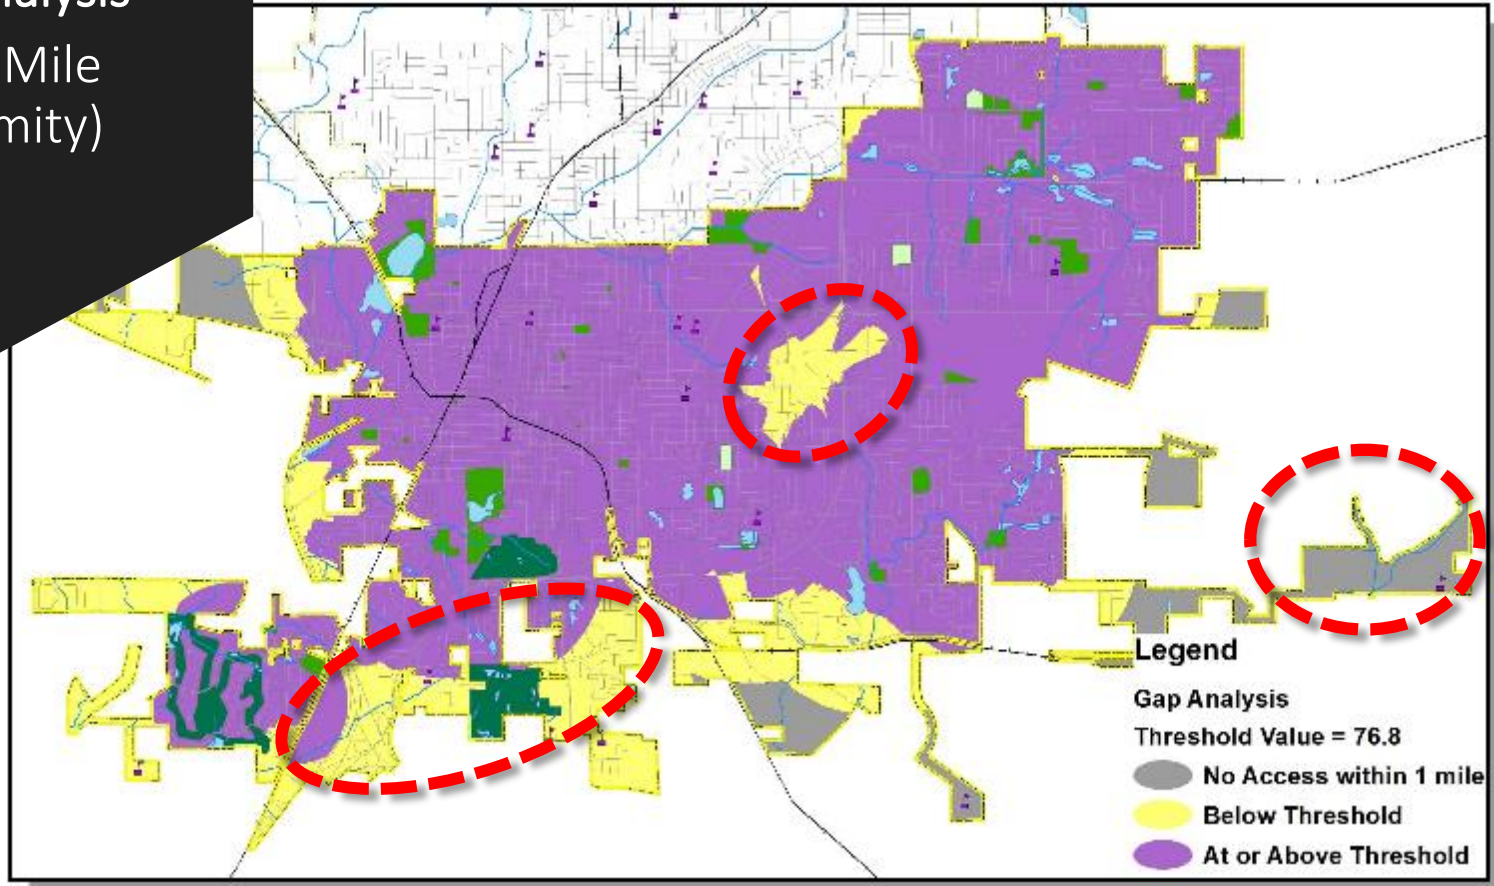 nalysis
Mile
mity)
Legend
Gap Analysis
Threshold Value = 76.8
No Access within 1 mile
Below Threshold
At or Above Threshold